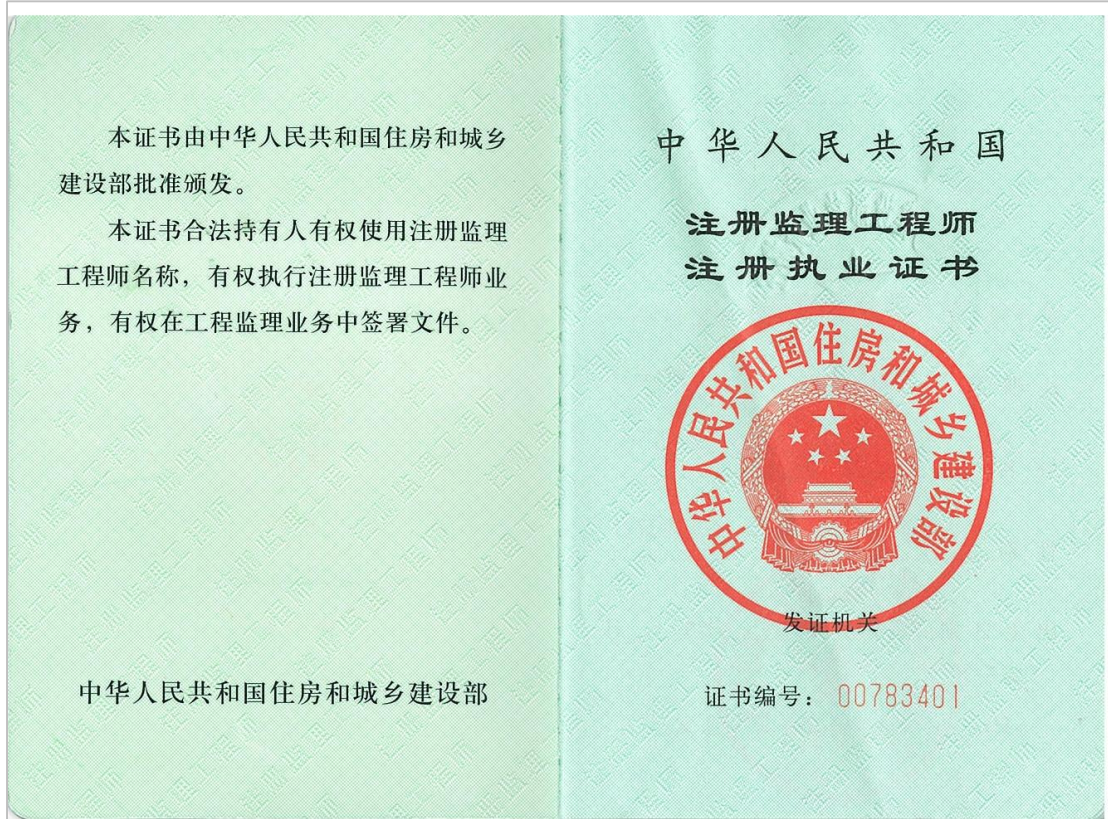 本证书由中华人民共和国住房和城乡
建设部批准颁发。
本证书合法持有人有权使用注册监理
工程师名称，有权执行注册监理工程师业
务，有权在工程监理业务中签署文件。
中华人民共和国住房和城乡建设部
中华人民共和国
注册监理工程师
注册执业证书
中华人民共和国住房和城乡建设部
发证机关
证书编号：00783401